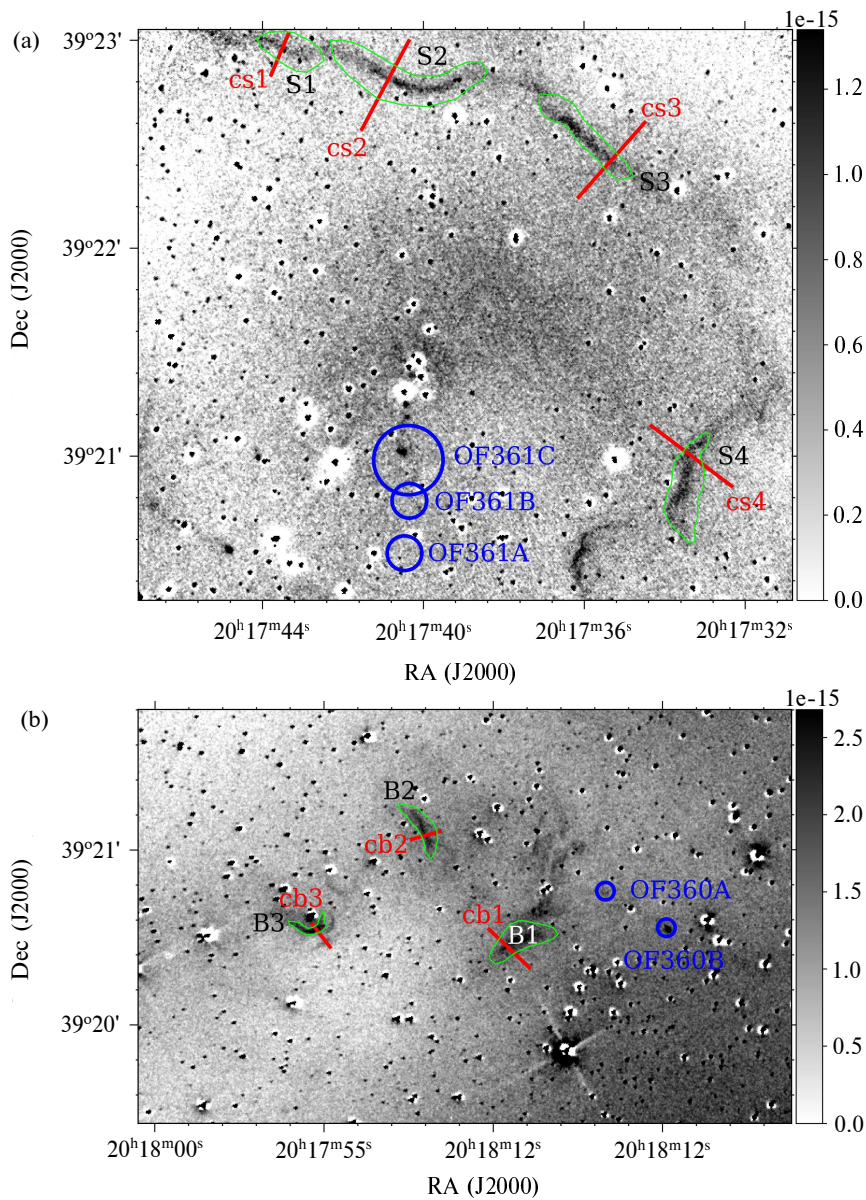 (a)
1e-15
39°23'
39°22'
39°21'
Dec (J2000)
cs1
S1
S2
cs2
cs3
S3
S4
cs4
OF361C
OF361B
OF361A
1.2
1.0
0.8
0.6
0.4
0.2
0.0
20ʰ17ᵐ44ˢ
20ʰ17ᵐ40ˢ
20ʰ17ᵐ36ˢ
20ʰ17ᵐ32ˢ
RA (J2000)
(b)
1e-15
39°21'
39°20'
Dec (J2000)
B2
cb2
cb3
B3
cb1
B1
OF360A
OF360B
2.5
2.0
1.5
1.0
0.5
0.0
20ʰ18ᵐ00ˢ
20ʰ17ᵐ55ˢ
20ʰ18ᵐ12ˢ
20ʰ18ᵐ12ˢ
RA (J2000)